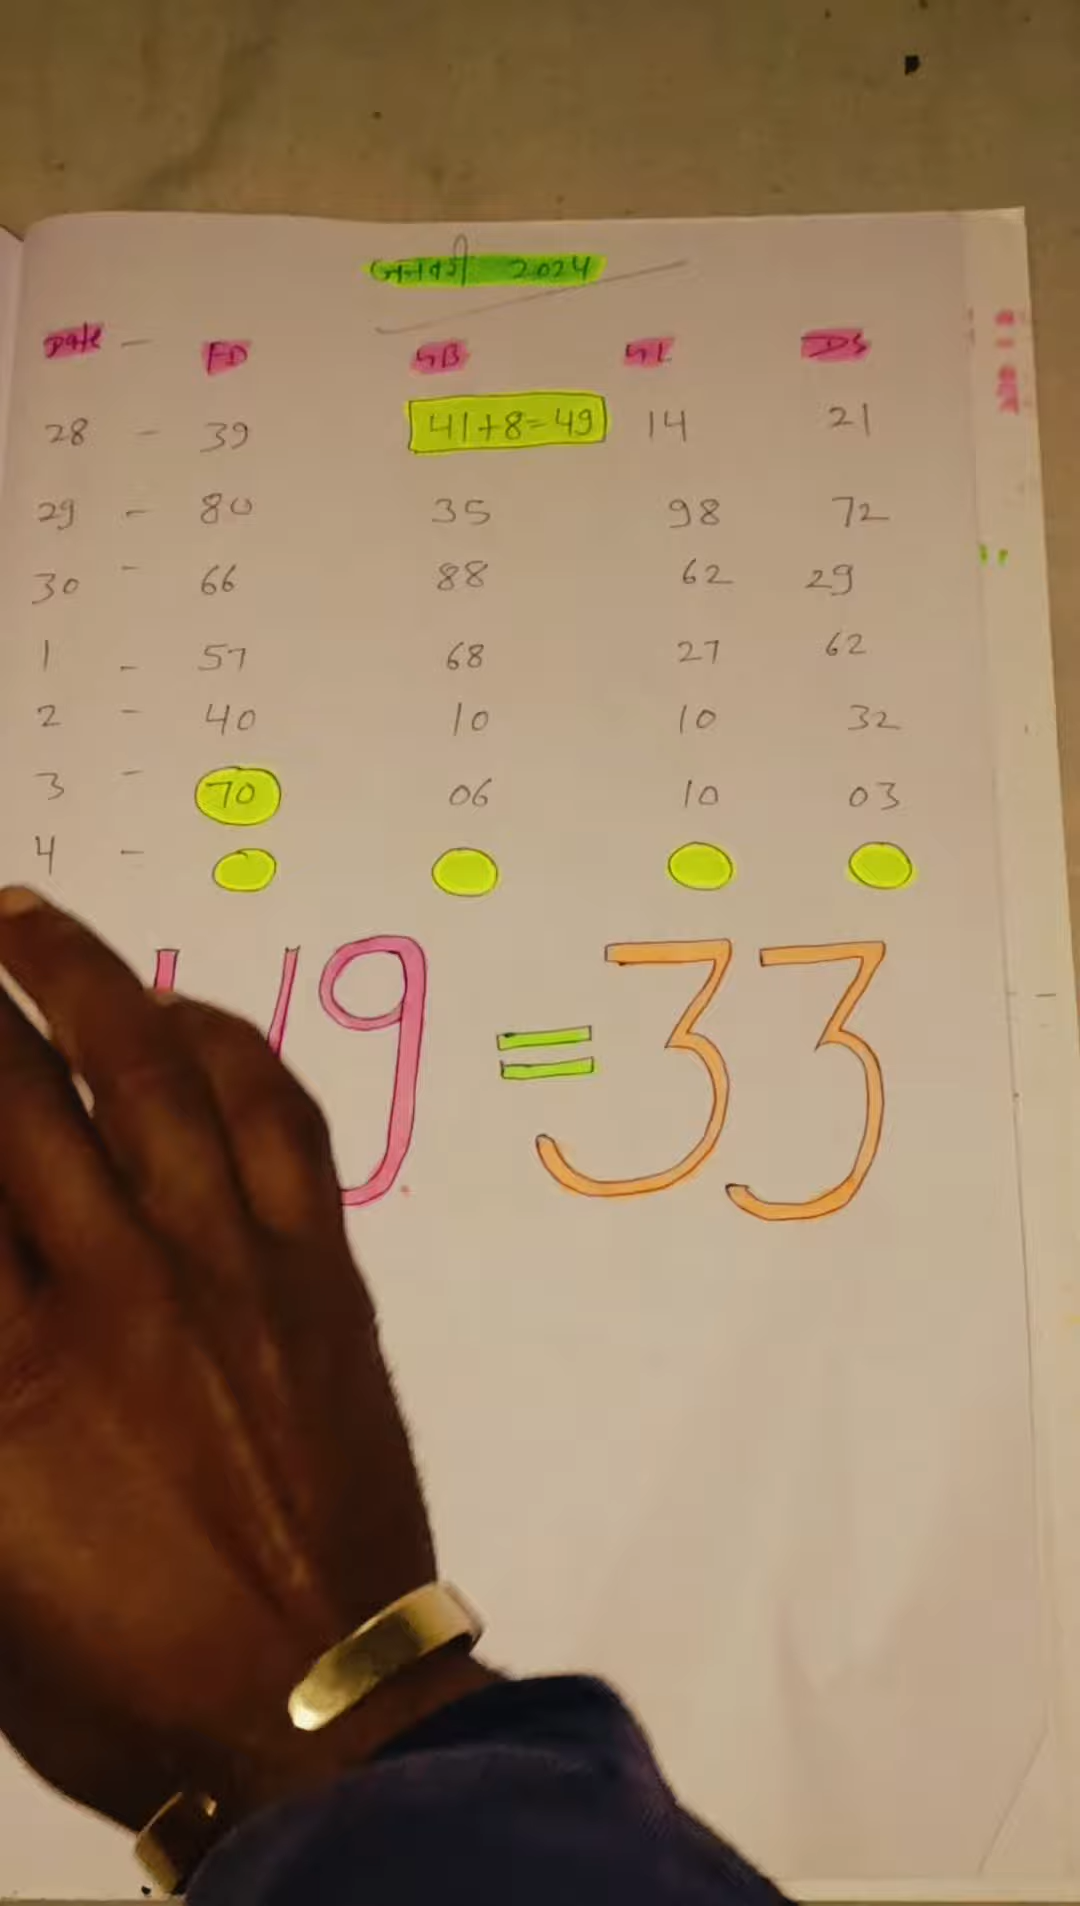 जनवरी 2024
Date - FD GB GL DS
28 - 39 41+8=49 14 21
29 - 80 35 98 72
30 - 66 88 62 29
1 - 57 68 27 62
2 - 40 10 10 32
3 - 70 06 10 03
4 -
49 = 33